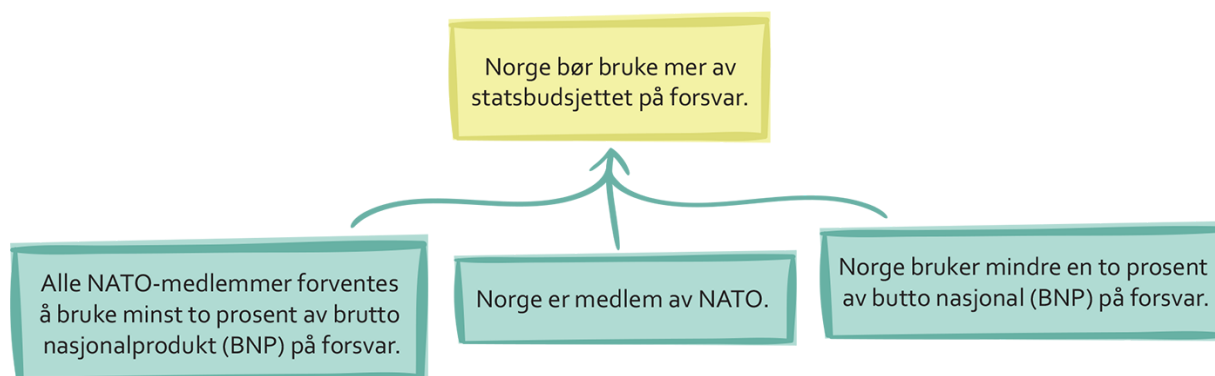 Norge bør bruke mer av
statsbudsjettet på forsvar.
Alle NATO-medlemmer forventes
å bruke minst to prosent av brutto
nasjonalprodukt (BNP) på forsvar.
Norge er medlem av NATO.
Norge bruker mindre en to prosent
av butto nasjonal (BNP) på forsvar.